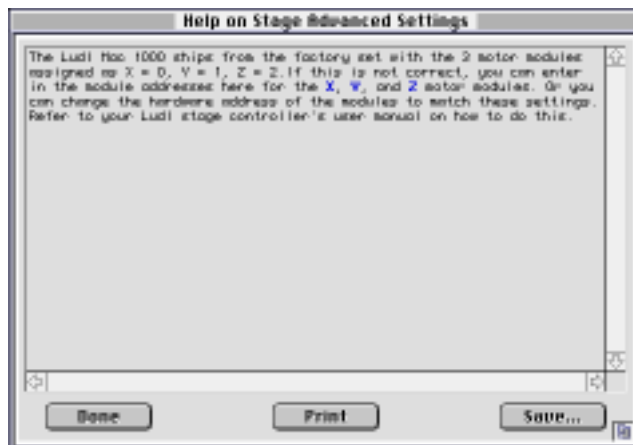 Help on Stage Advanced Settings
The Ludl Mac 1000 ships from the factory set with the 3 motor modules
assigned as X = 0, Y = 1, Z = 2. If this is not correct, you can enter
in the module addresses here for the X, Y, and Z motor modules. Or you
can change the hardware address of the modules to match these settings.
Refer to your Ludl stage controller's user manual on how to do this.
Done Print Save...